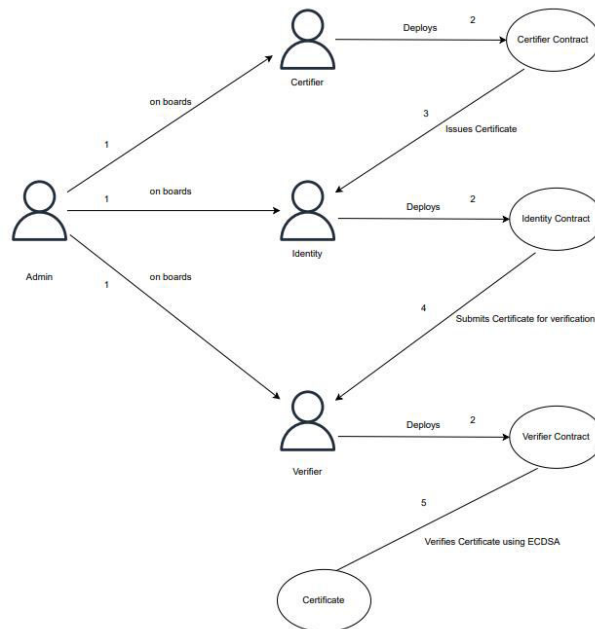 Deploys
2
Certifier Contract
Certifier
on boards
1
3
Issues Certificate
1
on boards
Deploys
2
Identity Contract
Identity
Admin
on boards
1
4
Submits Certificate for verification
Deploys
2
Verifier Contract
Verifier
5
Verifies Certificate using ECDSA
Certificate